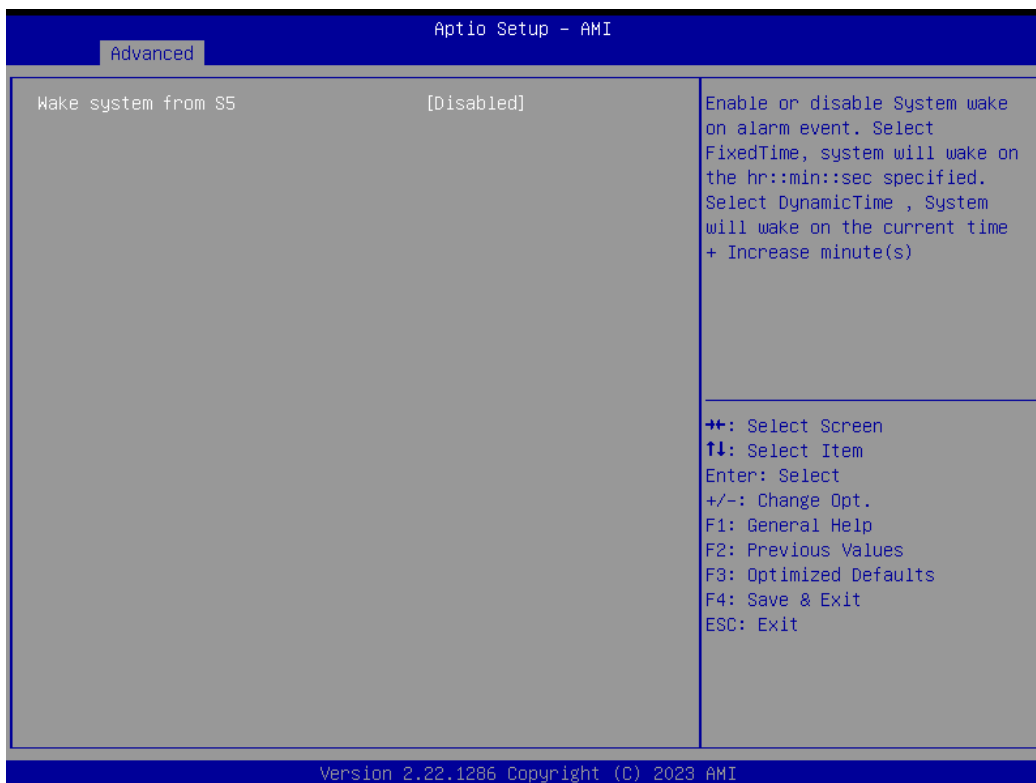 Aptio Setup – AMI
Advanced
Wake system from S5 [Disabled]
Enable or disable System wake
on alarm event. Select
FixedTime, system will wake on
the hr::min::sec specified.
Select DynamicTime , System
will wake on the current time
+ Increase minute(s)
→←: Select Screen
↑↓: Select Item
Enter: Select
+/-: Change Opt.
F1: General Help
F2: Previous Values
F3: Optimized Defaults
F4: Save & Exit
ESC: Exit
Version 2.22.1286 Copyright (C) 2023 AMI